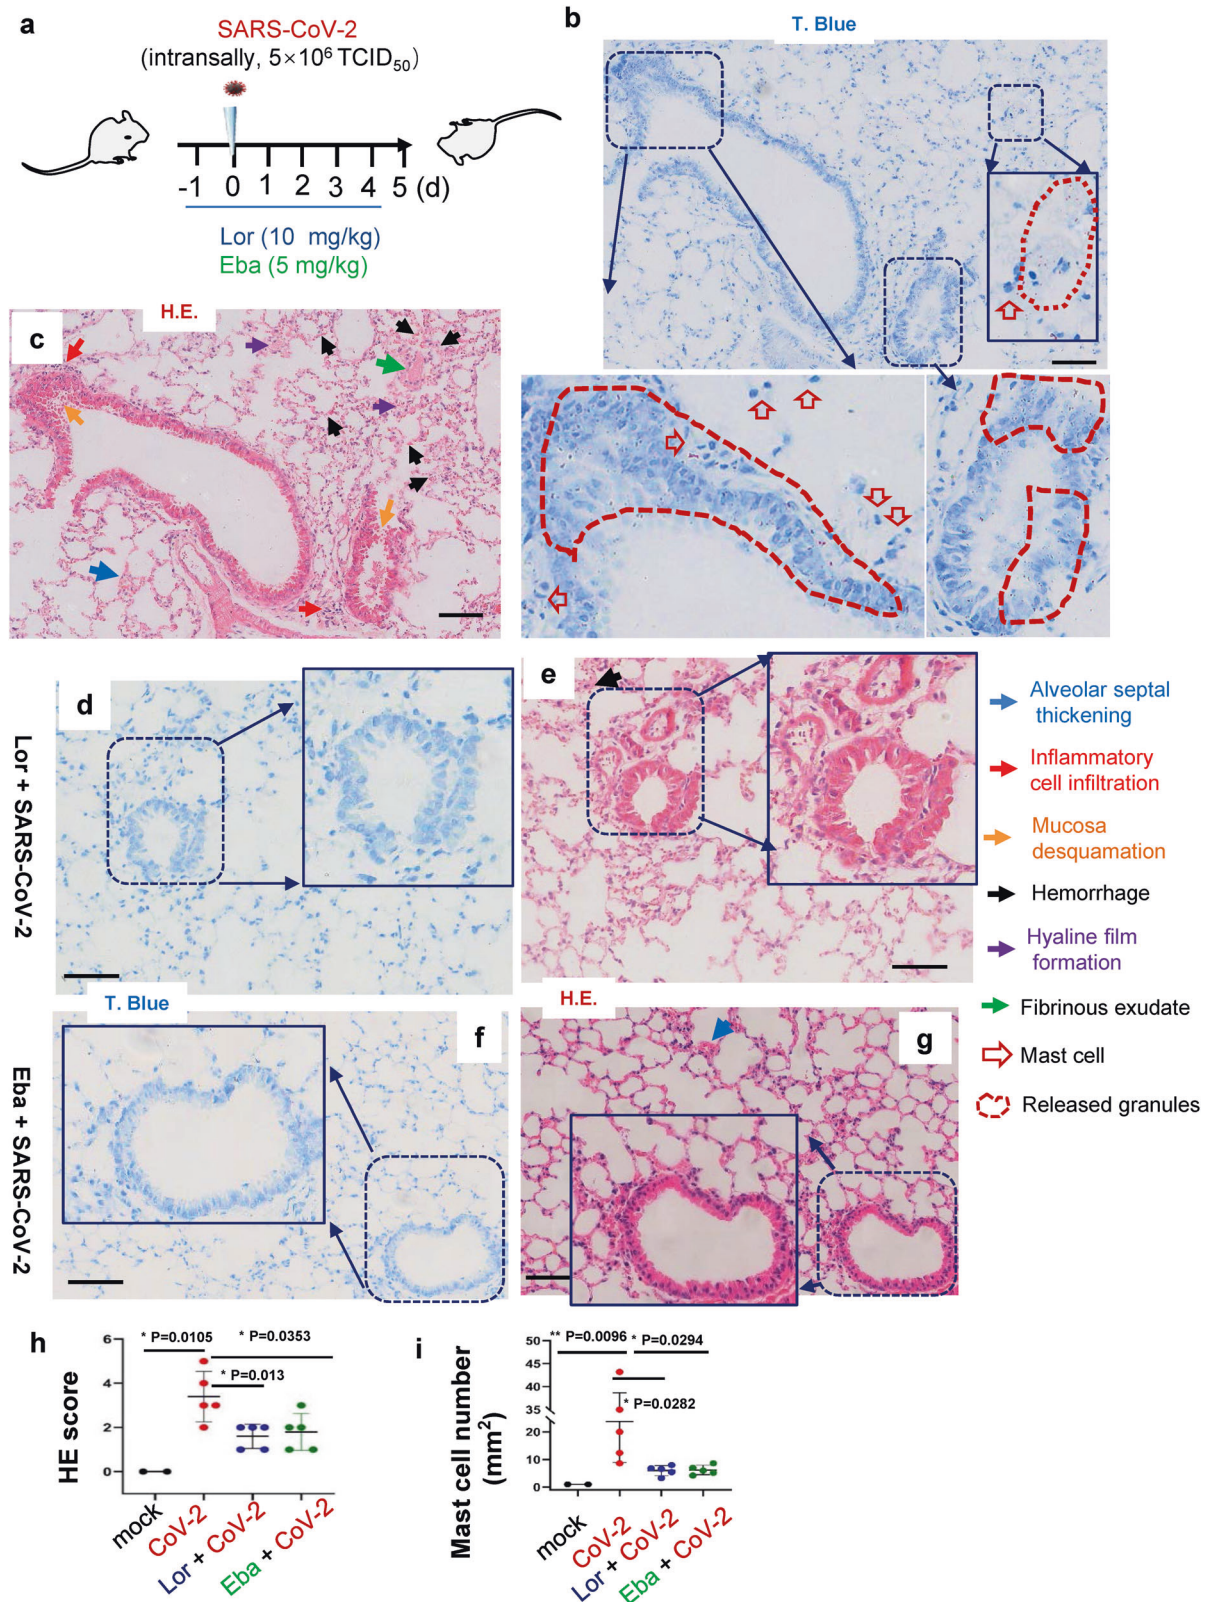 a
SARS-CoV-2
(intransally, 5×10⁶ TCID₅₀)
-1 0 1 2 3 4 5 (d)
Lor (10 mg/kg)
Eba (5 mg/kg)
b
T. Blue
c
H.E.
Lor + SARS-CoV-2
d
e
Eba + SARS-CoV-2
T. Blue
f
H.E.
g
Alveolar septal
thickening
Inflammatory
cell infiltration
Mucosa
desquamation
Hemorrhage
Hyaline film
formation
Fibrinous exudate
Mast cell
Released granules
h
HE score
6
4
2
0
* P=0.0105
* P=0.0353
* P=0.013
mock
CoV-2
Lor + CoV-2
Eba + CoV-2
i
Mast cell number
(mm²)
50
45
40
35
20
10
0
** P=0.0096
* P=0.0294
* P=0.0282
mock
CoV-2
Lor + CoV-2
Eba + CoV-2